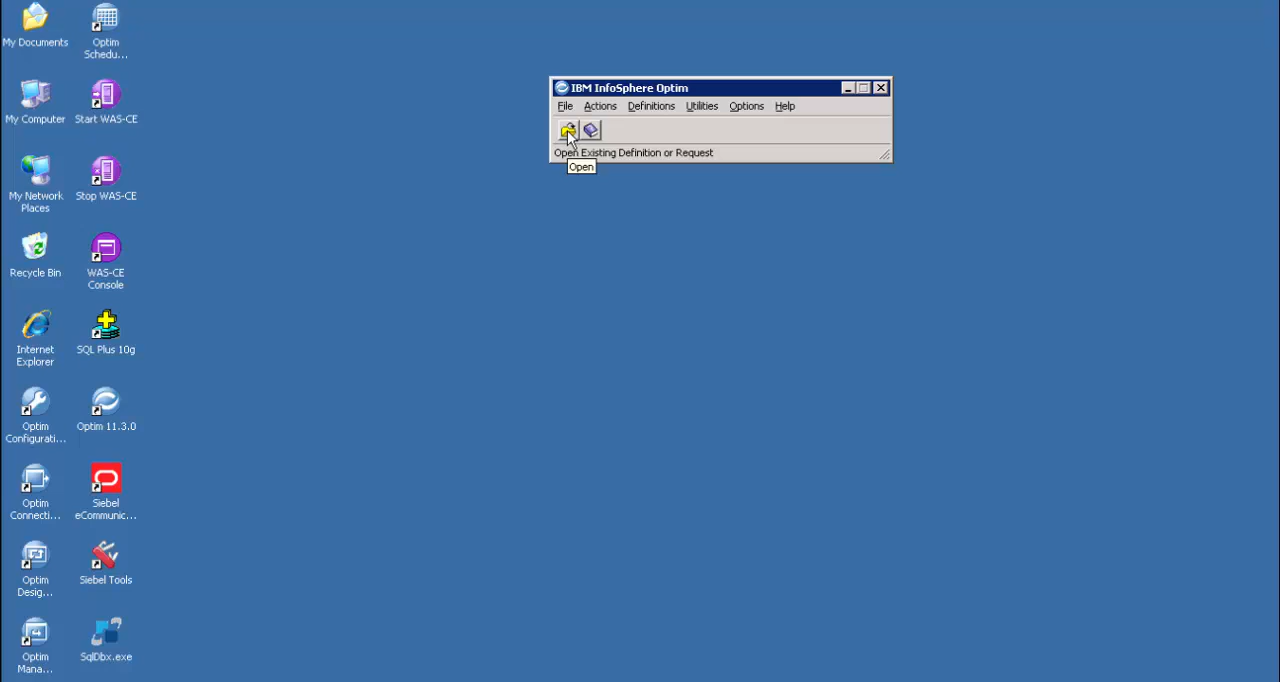 My Documents
Optim
Schedu...
My Computer
Start WAS-CE
My Network
Places
Stop WAS-CE
Recycle Bin
WAS-CE
Console
Internet
Explorer
SQL Plus 10g
Optim
Configurati...
Optim 11.3.0
Optim
Connecti...
Siebel
eCommunic...
Optim
Desig...
Siebel Tools
Optim
Mana...
SqlDbx.exe
IBM InfoSphere Optim
File Actions Definitions Utilities Options Help
Open Existing Definition or Request
Open